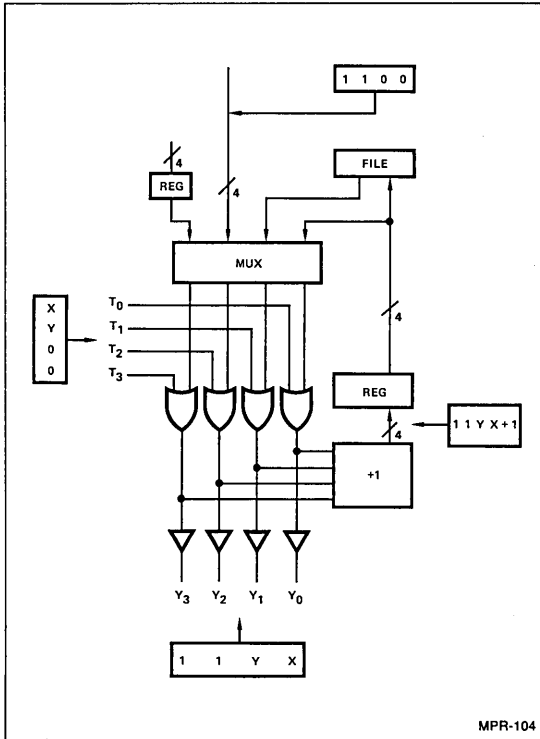 1 1 0 0
4
REG
4
FILE
MUX
X
Y
0
0
T0
T1
T2
T3
4
REG
4
1 1 Y X + 1
+1
Y3 Y2 Y1 Y0
1 1 Y X
MPR-104